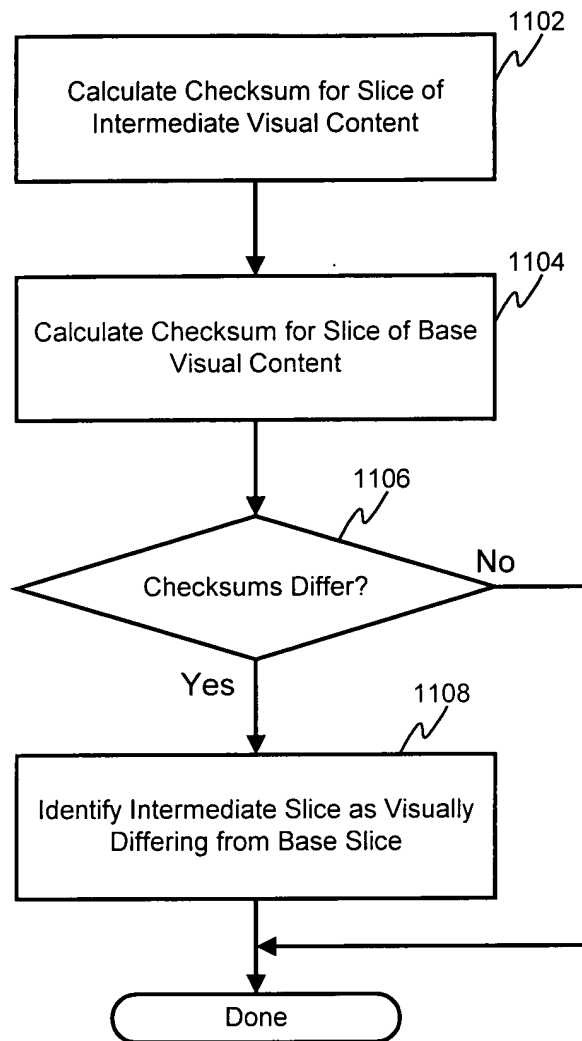 1102
Calculate Checksum for Slice of
Intermediate Visual Content
1104
Calculate Checksum for Slice of Base
Visual Content
1106
Checksums Differ?
No
Yes
1108
Identify Intermediate Slice as Visually
Differing from Base Slice
Done